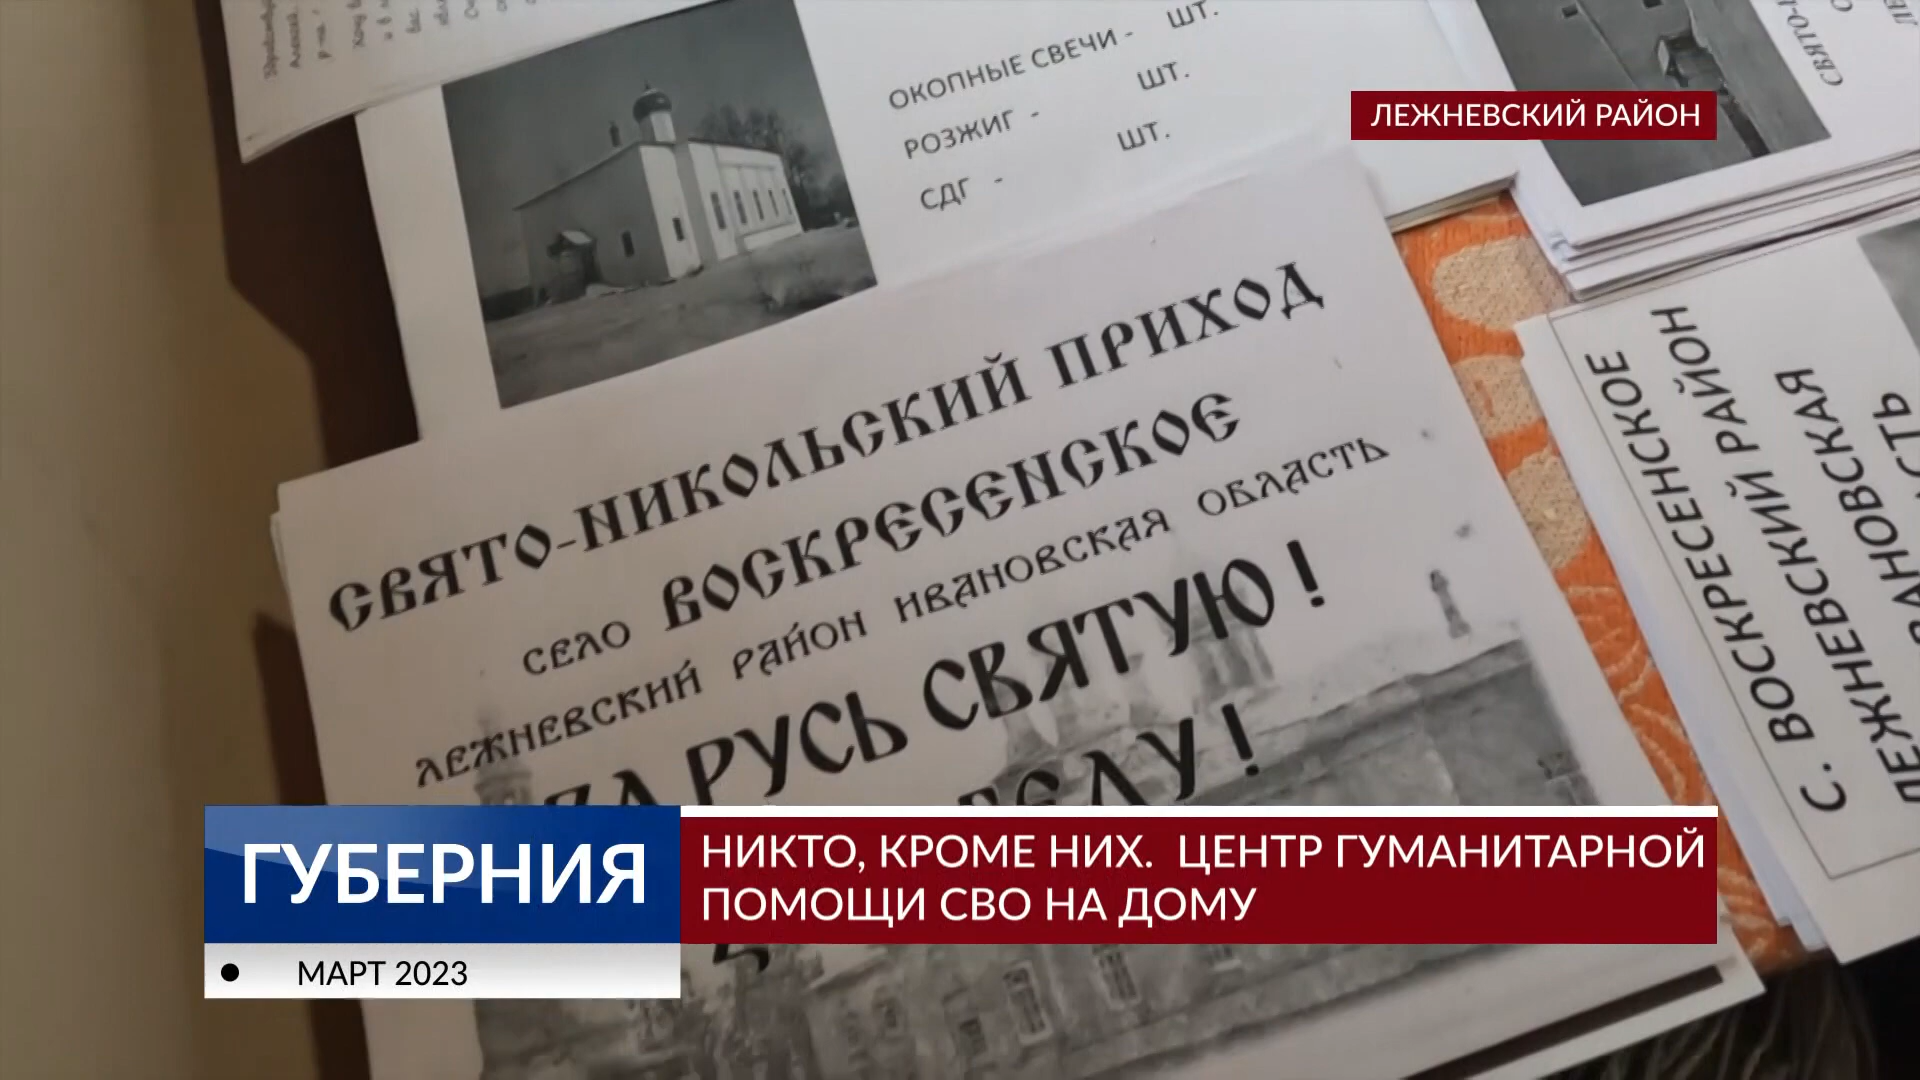 ОКОПНЫЕ СВЕЧИ - ШТ.
РОЗЖИГ - ШТ.
СДГ - ШТ.
ЛЕЖНЕВСКИЙ РАЙОН
СВЯТО-НИКОЛЬСКИЙ ПРИХОД
СЕЛО ВОСКРЕСЕНСКОЕ
ЛЕЖНЕВСКИЙ РАЙОН ИВАНОВСКАЯ ОБЛАСТЬ
ЗА РУСЬ СВЯТУЮ!
С. ВОСКРЕСЕНСКОЕ
ЛЕЖНЕВСКИЙ РАЙОН
ГУБЕРНИЯ
НИКТО, КРОМЕ НИХ. ЦЕНТР ГУМАНИТАРНОЙ
ПОМОЩИ СВО НА ДОМУ
МАРТ 2023